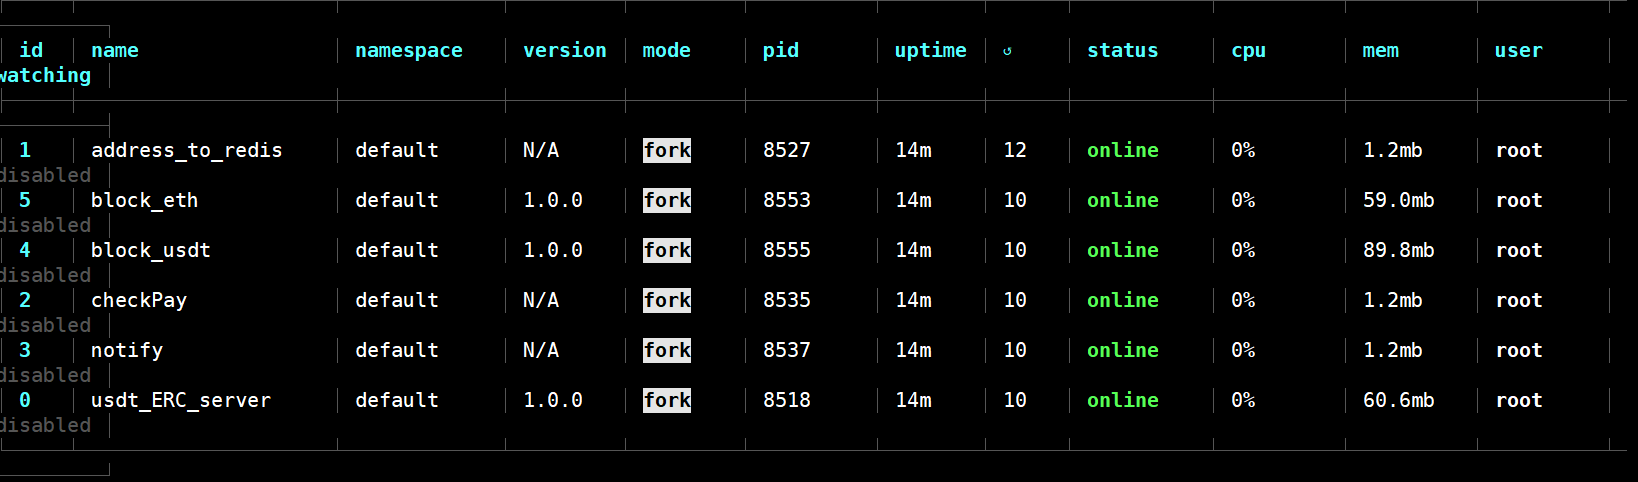 id name namespace version mode pid uptime ↺ status cpu mem user
watching
1 address_to_redis default N/A fork 8527 14m 12 online 0% 1.2mb root
disabled
5 block_eth default 1.0.0 fork 8553 14m 10 online 0% 59.0mb root
disabled
4 block_usdt default 1.0.0 fork 8555 14m 10 online 0% 89.8mb root
disabled
2 checkPay default N/A fork 8535 14m 10 online 0% 1.2mb root
disabled
3 notify default N/A fork 8537 14m 10 online 0% 1.2mb root
disabled
0 usdt_ERC_server default 1.0.0 fork 8518 14m 10 online 0% 60.6mb root
disabled